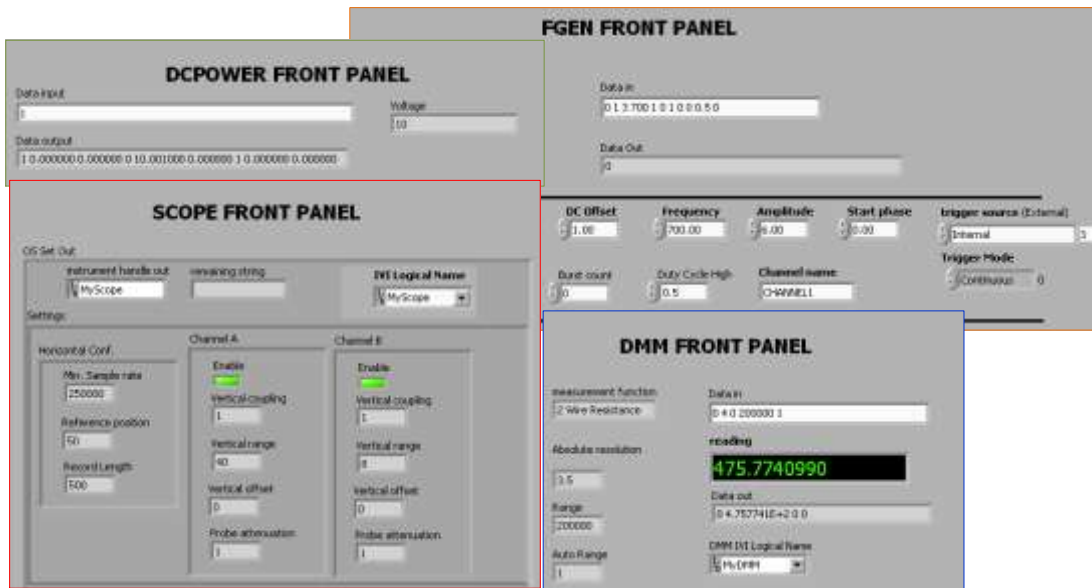 FGEN FRONT PANEL
Data in
0 1 3.700 1 0 1 0 0:0.5 0
Data Out
0
DC Offset
Frequency
Amplitude
Start phase
trigger source (External)
1.00
700.00
6.00
0.00
Internal
3
Trigger Mode
Burst count
Duty Cycle High
Channel name
Continuous
0
0
0.5
CHANNEL1
DCPOWER FRONT PANEL
Data input
Voltage
10
Data output
1 0.000000 0.000000 0 10.001000 0.000000 1 0.000000 0.000000
SCOPE FRONT PANEL
OS Set Out
instrument handle out
remaining string
IVI Logical Name
MyScope
MyScope
Settings
Horizontal Conf.
Min. Sample rate
250000
Reference position
50
Record Length
500
Channel A
Enable
Vertical coupling
1
Vertical range
40
Vertical offset
0
Probe attenuation
1
Channel B
Enable
Vertical coupling
1
Vertical range
8
Vertical offset
0
Probe attenuation
1
DMM FRONT PANEL
measurement function
2 Wire Resistance
Absolute resolution
3.5
Range
200000
Auto Range
1
Data in
0 4 0 200000 1
reading
475.7740990
Data out
0 4.757741E+2 0 0
DMM IVI Logical Name
MyDMM